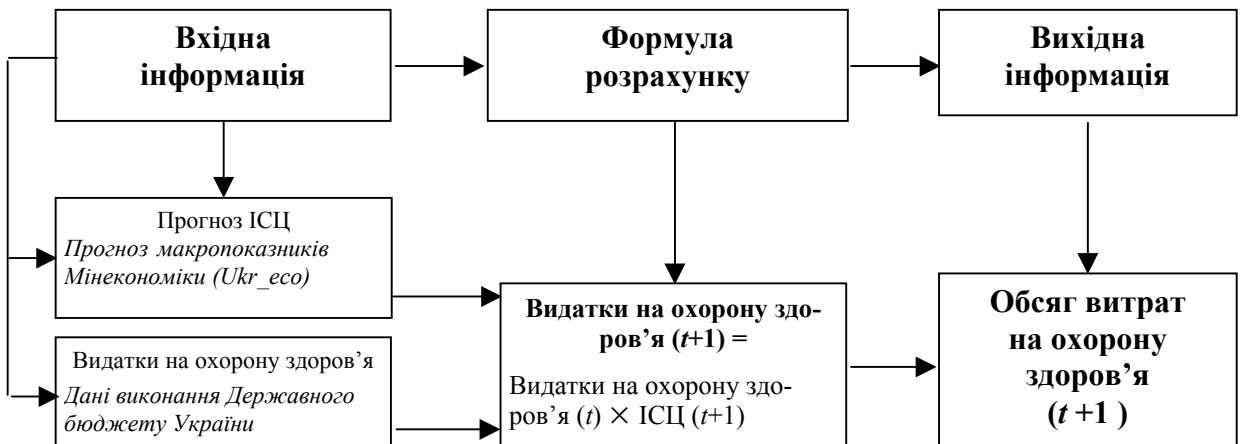 Вхідна
інформація
Формула
розрахунку
Вихідна
інформація
Прогноз ІСЦ
Прогноз макропоказників
Мінекономіки (Ukr_eco)
Видатки на охорону здоров’я
Дані виконання Державного
бюджету України
Видатки на охорону здо-
ров’я (t+1) =
Видатки на охорону здо-
ров’я (t) × ІСЦ (t+1)
Обсяг витрат
на охорону
здоров’я
(t +1 )